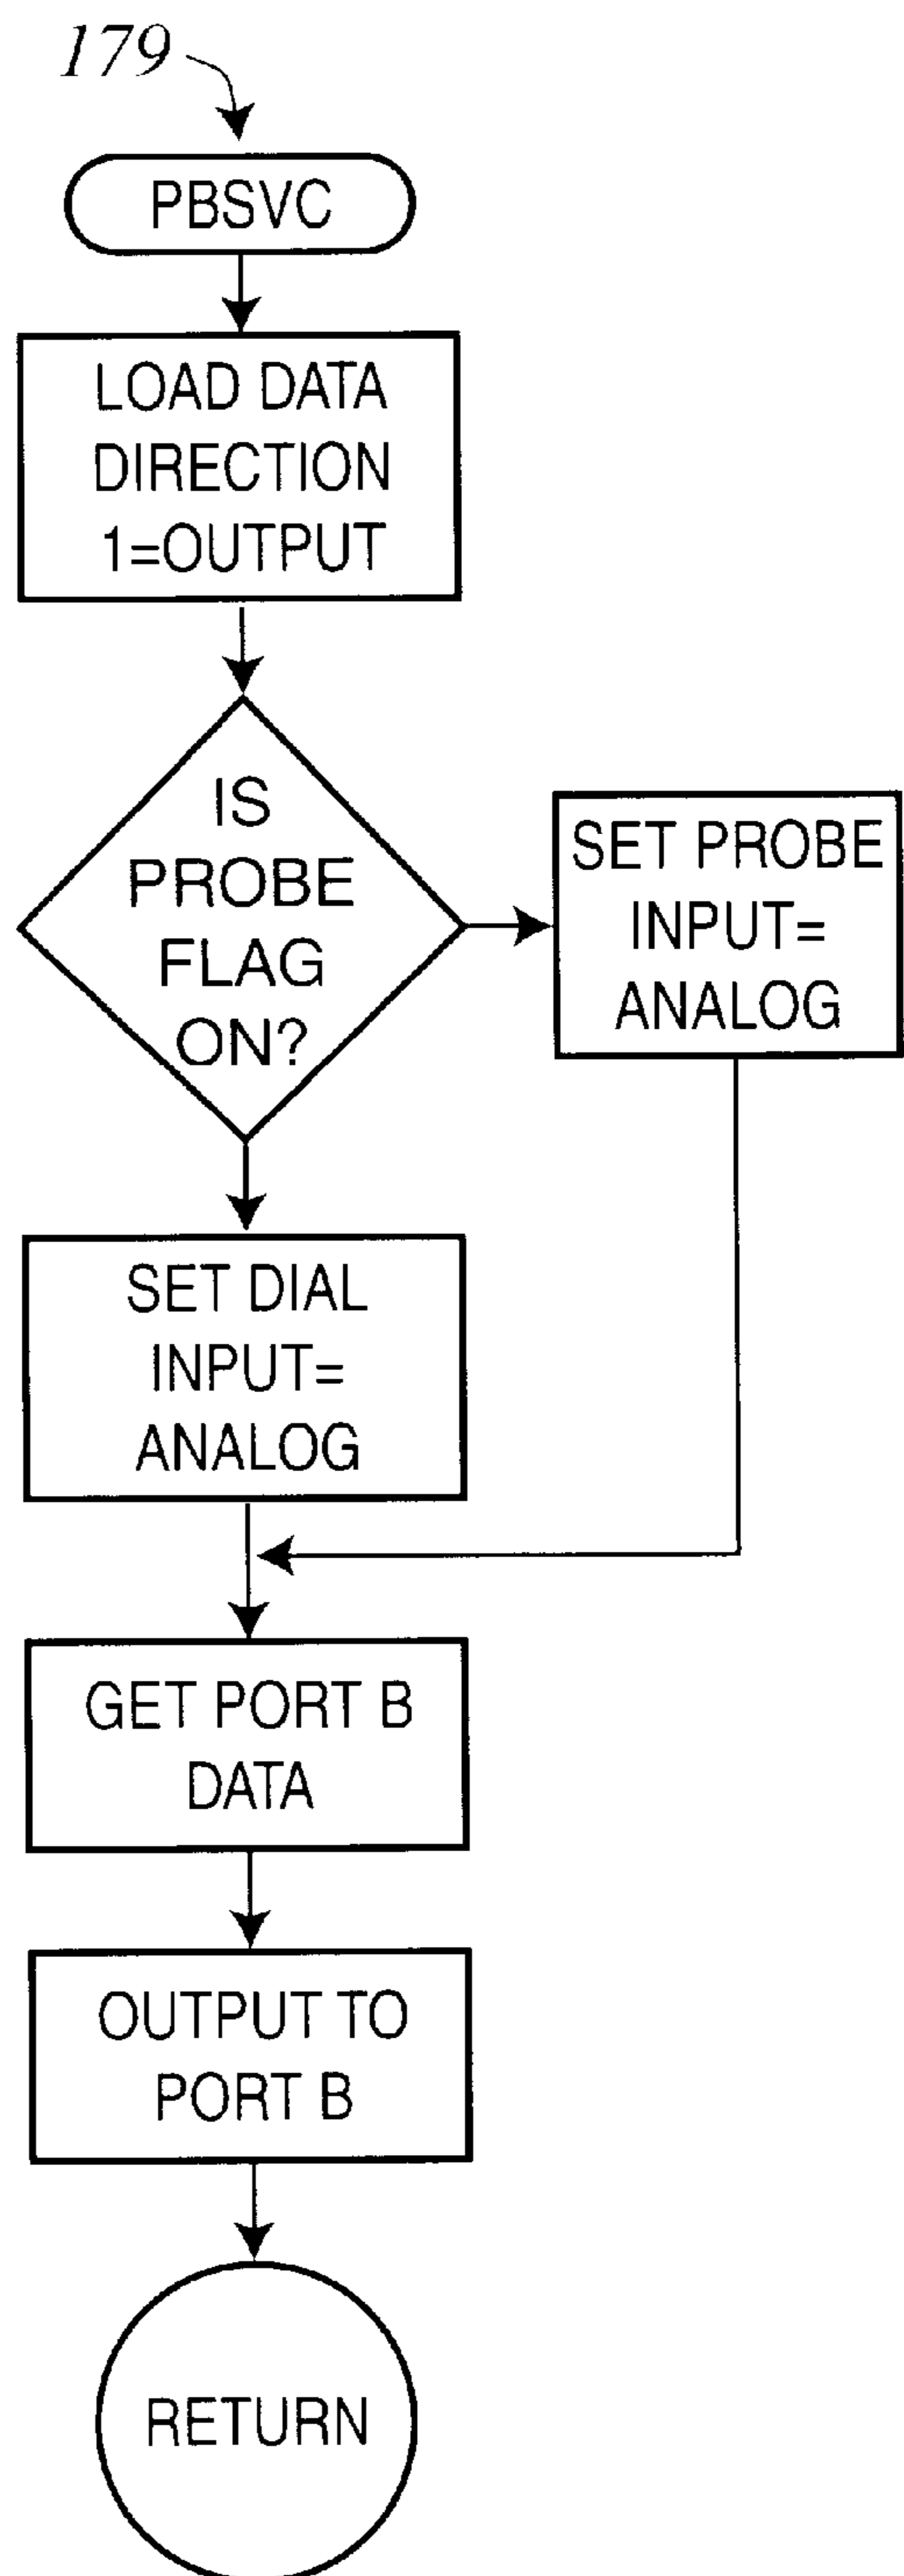 179
PBSVC
LOAD DATA
DIRECTION
1=OUTPUT
IS
PROBE
FLAG
ON?
SET PROBE
INPUT=
ANALOG
SET DIAL
INPUT=
ANALOG
GET PORT B
DATA
OUTPUT TO
PORT B
RETURN